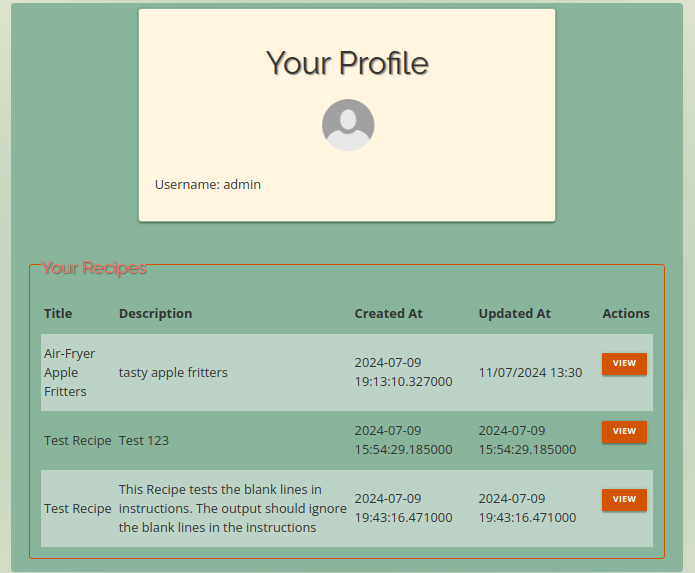 Your Profile
Username: admin
Your Recipes
Title Description Created At Updated At Actions
Air-Fryer
Apple
Fritters
tasty apple fritters
2024-07-09
19:13:10.327000
11/07/2024 13:30
VIEW
Test Recipe
Test 123
2024-07-09
15:54:29.185000
2024-07-09
15:54:29.185000
VIEW
Test Recipe
This Recipe tests the blank lines in
instructions. The output should ignore
the blank lines in the instructions
2024-07-09
19:43:16.471000
2024-07-09
19:43:16.471000
VIEW